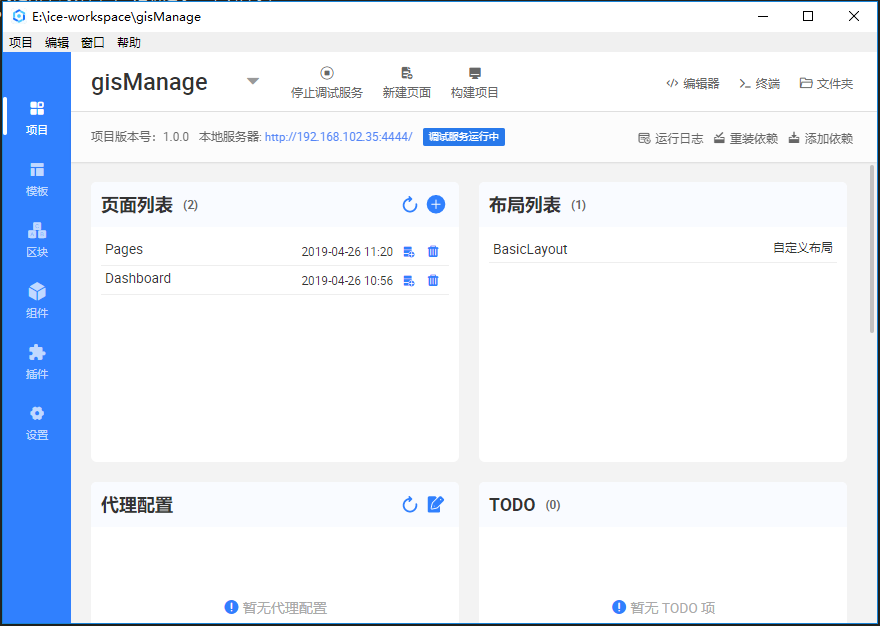 E:\ice-workspace\gisManage
项目 编辑 窗口 帮助
gisManage
停止调试服务 新建页面 构建项目
编辑器 终端 文件夹
项目版本号: 1.0.0 本地服务器: http://192.168.102.35:4444/ 调试服务运行中
运行日志 重装依赖 添加依赖
项目
模板
区块
组件
插件
设置
页面列表 (2)
Pages 2019-04-26 11:20
Dashboard 2019-04-26 10:56
布局列表 (1)
BasicLayout 自定义布局
代理配置
暂无代理配置
TODO (0)
暂无 TODO 项